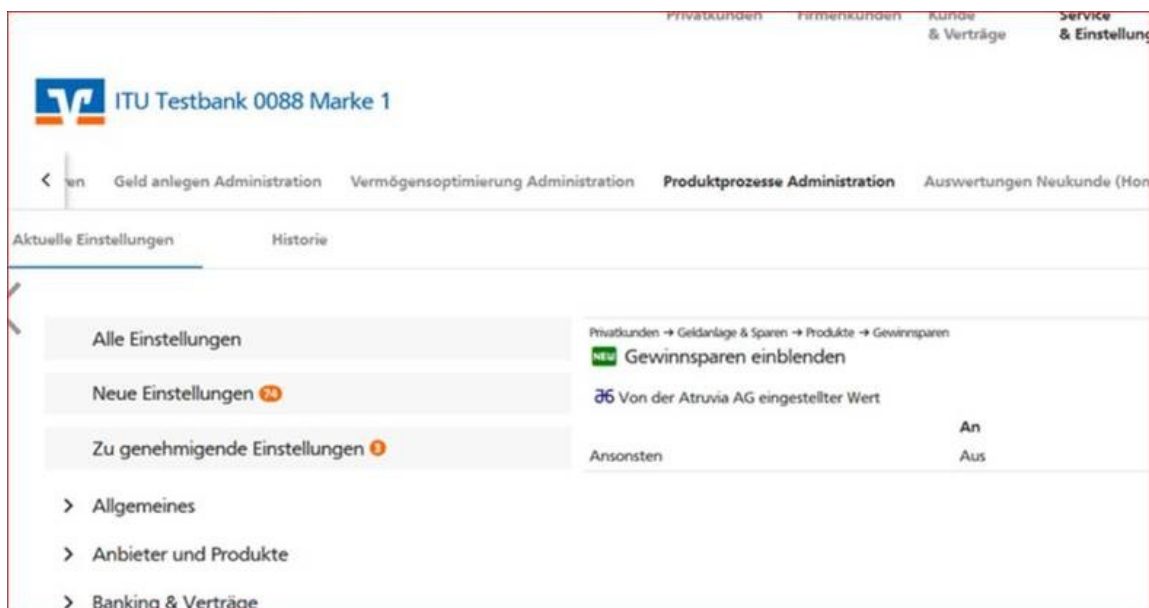 Privatkunden Firmenkunden Kunde & Verträge Service & Einstellung
ITU Testbank 0088 Marke 1
en Geld anlegen Administration Vermögensoptimierung Administration Produktprozesse Administration Auswertungen Neukunde (Hon
Aktuelle Einstellungen Historie
Alle Einstellungen
Neue Einstellungen 74
Zu genehmigende Einstellungen 3
Allgemeines
Anbieter und Produkte
Banking & Verträge
Privatkunden → Geldanlage & Sparen → Produkte → Gewinnsparen
NEU Gewinnsparen einblenden
Von der Atruvia AG eingestellter Wert
An
Ansonsten Aus